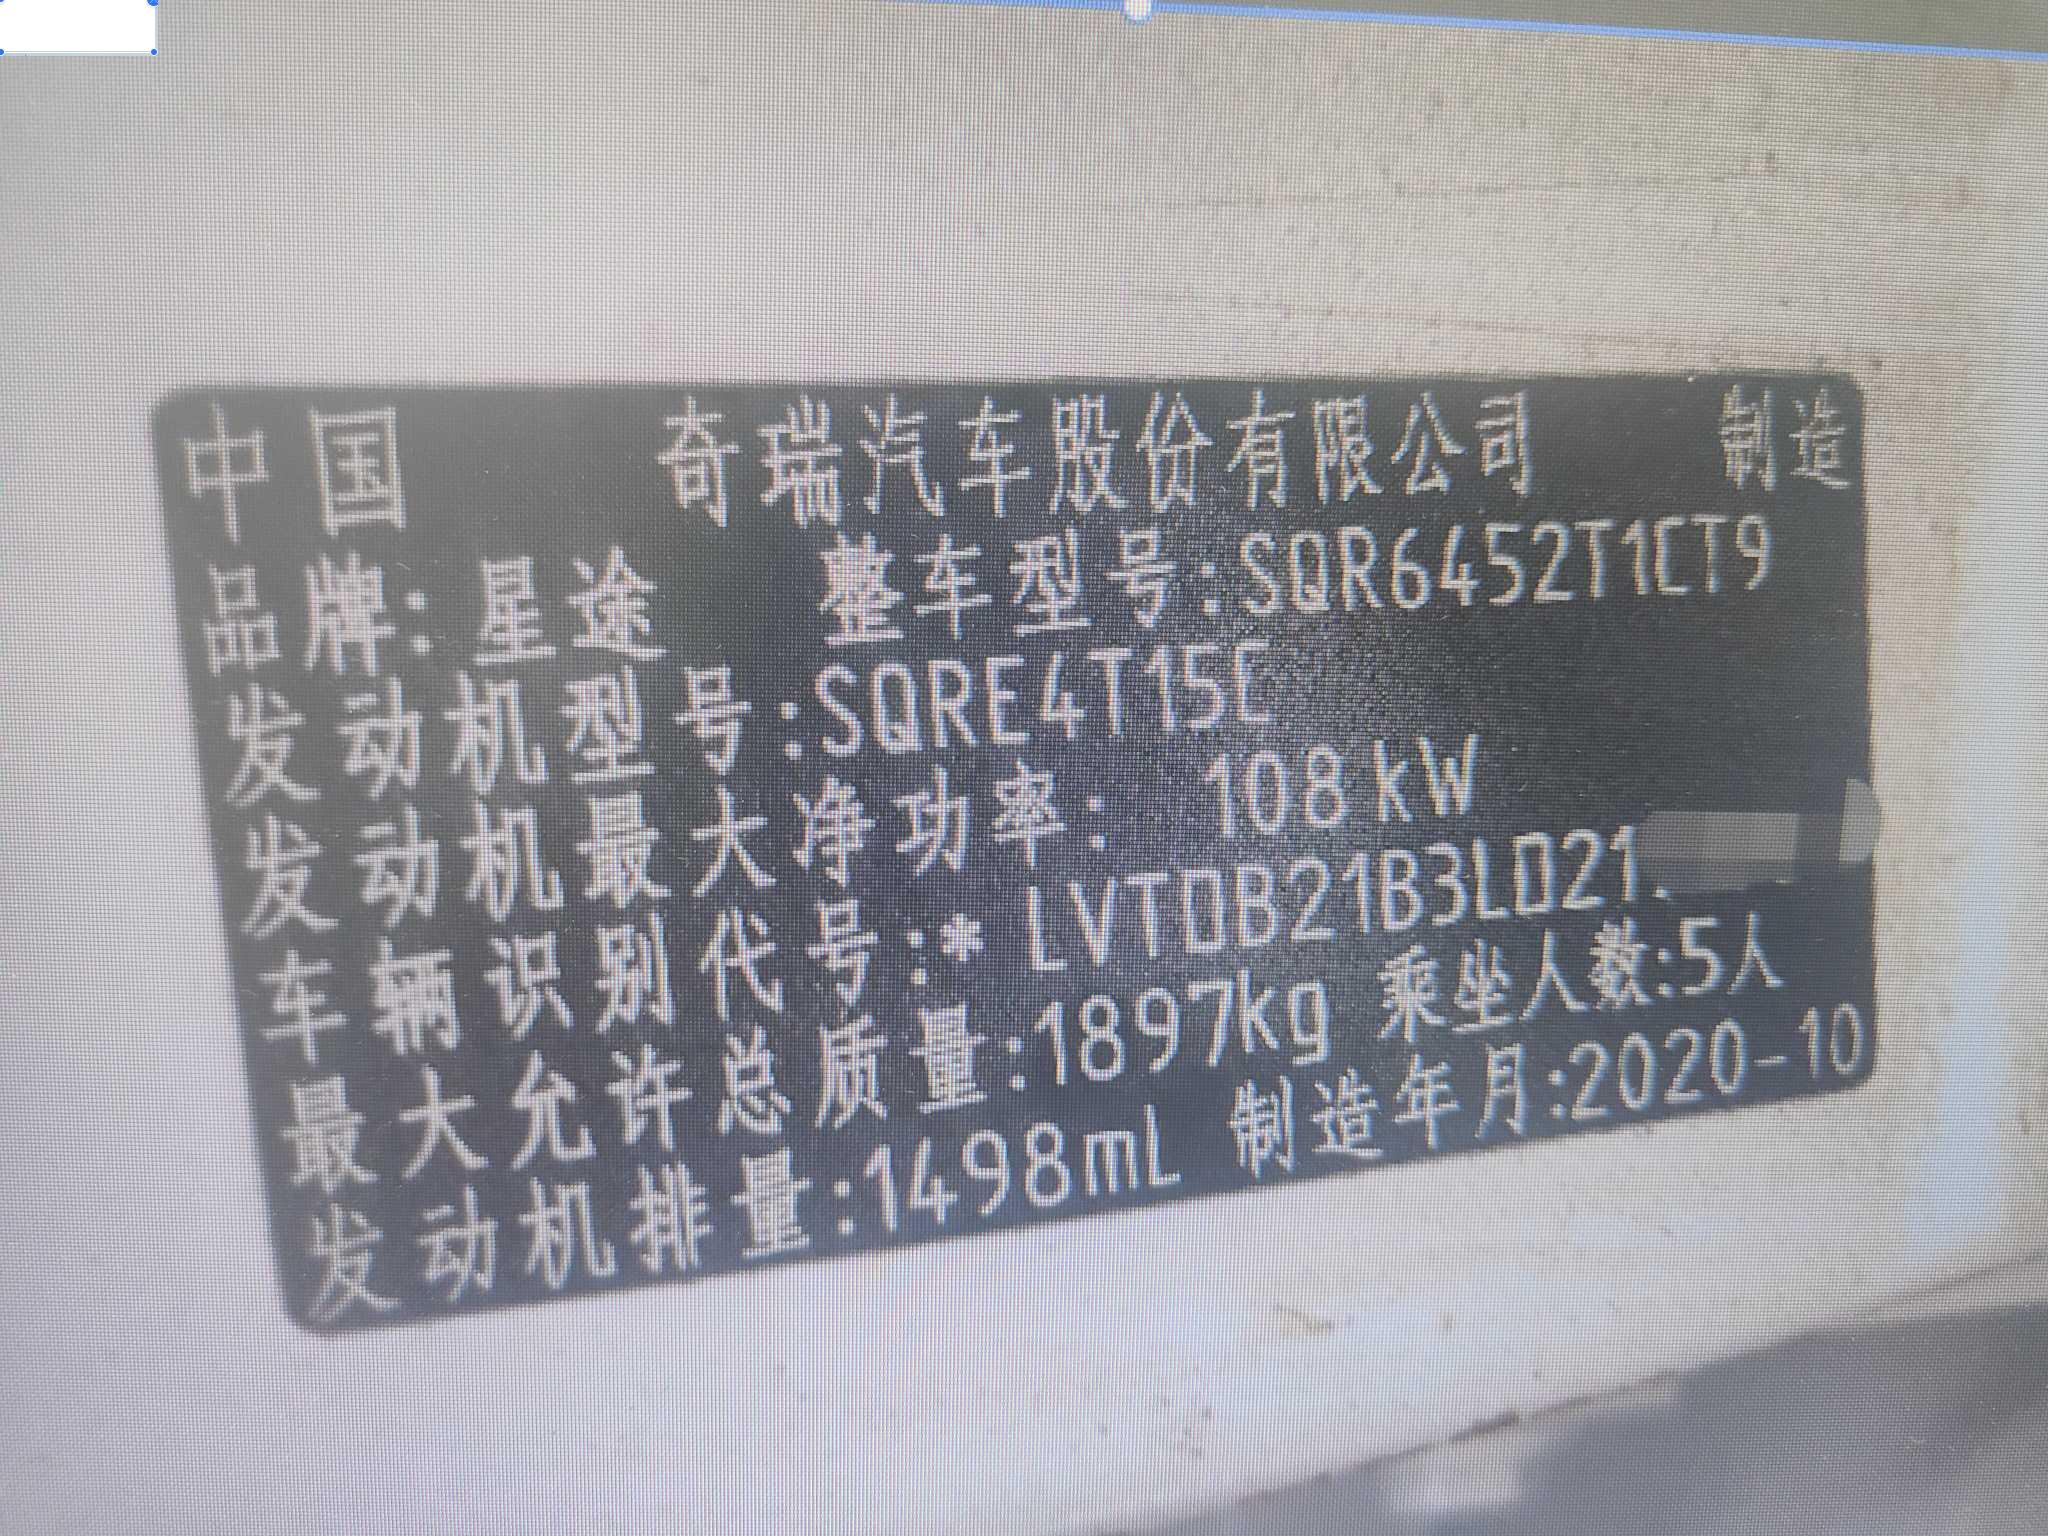 中国 奇瑞汽车股份有限公司 制造
品牌:星途 整车型号:SQR6452T1CT9
发动机型号:SQRE4T15C
发动机最大净功率: 108kW
车辆识别代号:* LVTDB21B3LD21
最大允许总质量:1897kg 乘坐人数:5人
发动机排量:1498mL 制造年月:2020-10